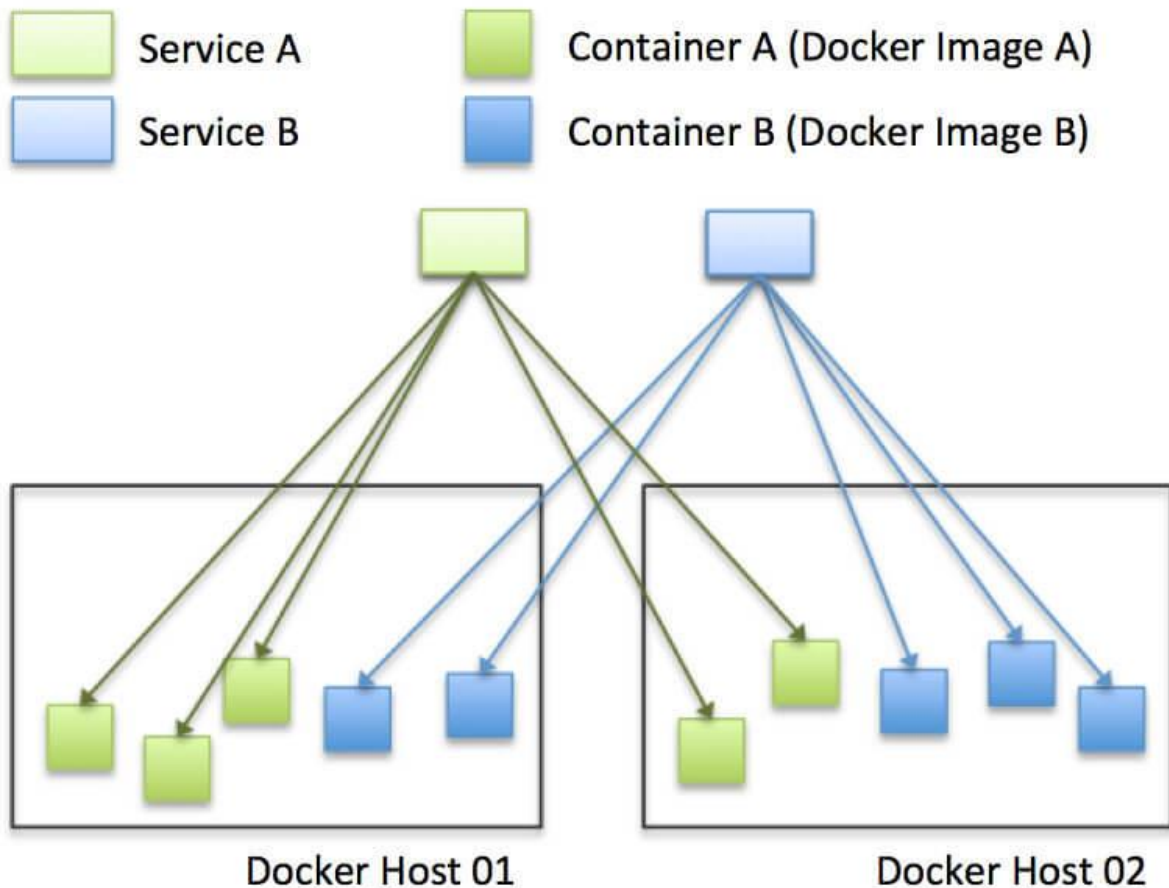 Service A
Container A (Docker Image A)
Service B
Container B (Docker Image B)
Docker Host 01
Docker Host 02